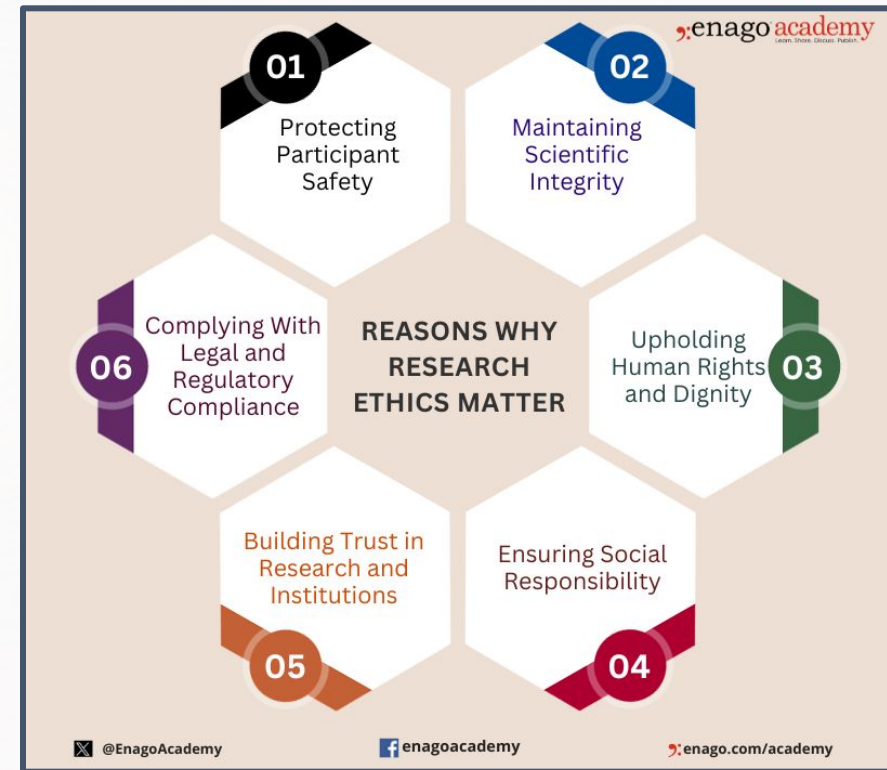 enago academy
Learn. Share. Discuss. Publish.
01
Protecting
Participant
Safety
02
Maintaining
Scientific
Integrity
03
Upholding
Human Rights
and Dignity
04
Ensuring Social
Responsibility
05
Building Trust in
Research and
Institutions
06
Complying With
Legal and
Regulatory
Compliance
REASONS WHY
RESEARCH
ETHICS MATTER
@EnagoAcademy
enagoacademy
enago.com/academy